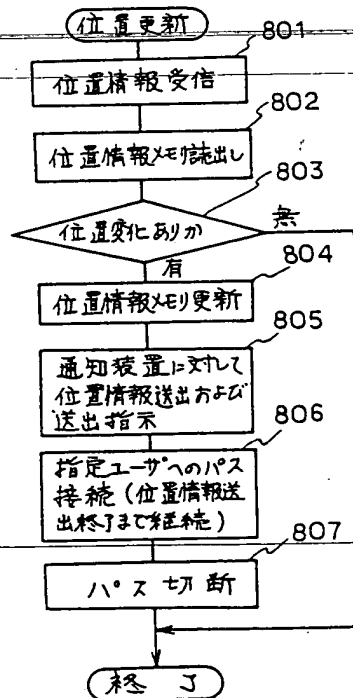 位置更新
801
位置情報受信
802
位置情報メモリ読出し
803
位置変化ありか
無
有
804
位置情報メモリ更新
805
通知装置に対して
位置情報送出および
送出指示
806
指定ユーザへのパス
接続(位置情報送
出終了まで継続)
807
パス切断
終了